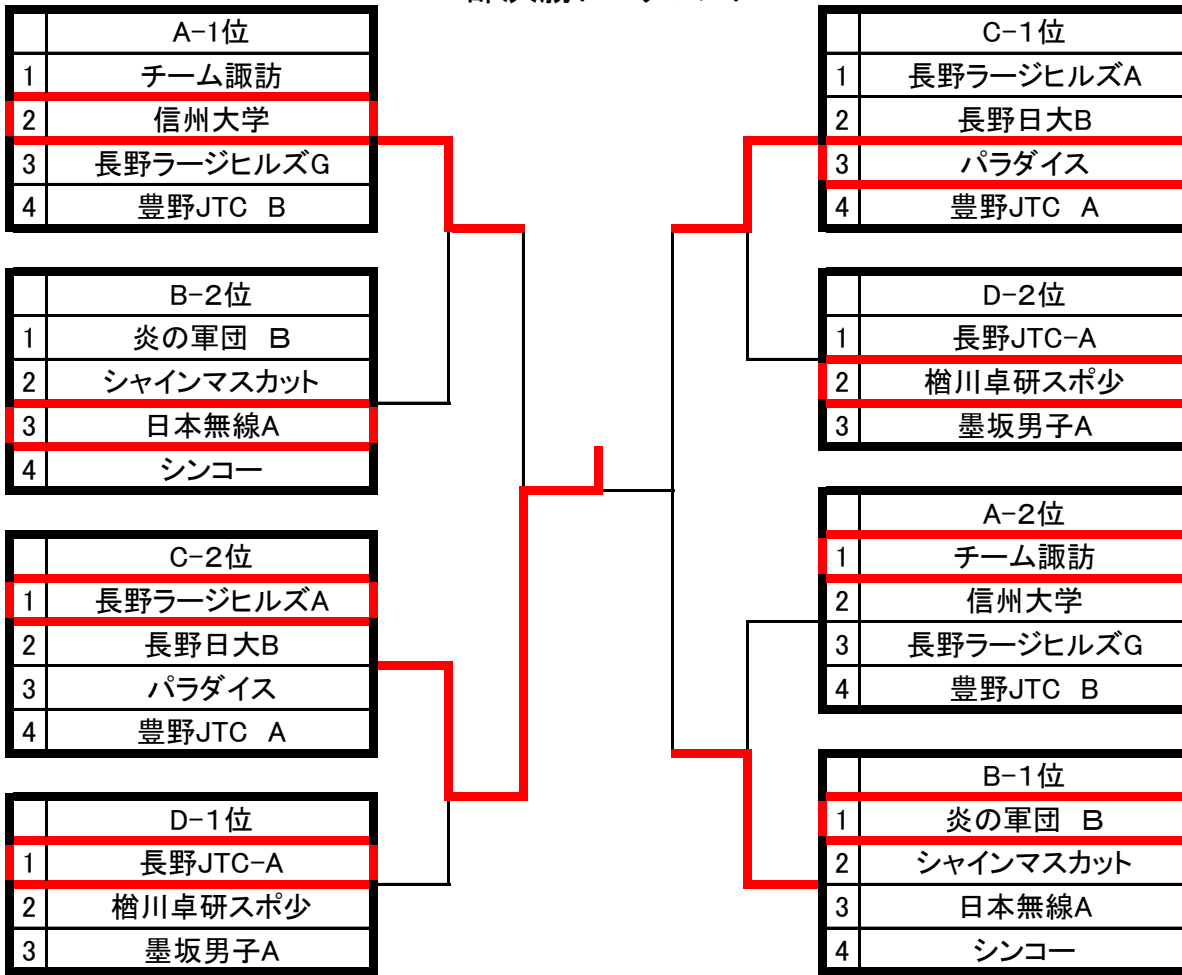 A-1位
1 チーム諏訪
2 信州大学
3 長野ラージヒルズG
4 豊野JTC B
B-2位
1 炎の軍団 B
2 シャインマスカット
3 日本無線A
4 シンコー
C-2位
1 長野ラージヒルズA
2 長野日大B
3 パラダイス
4 豊野JTC A
D-1位
1 長野JTC-A
2 楢川卓研スポ少
3 墨坂男子A
C-1位
1 長野ラージヒルズA
2 長野日大B
3 パラダイス
4 豊野JTC A
D-2位
1 長野JTC-A
2 楢川卓研スポ少
3 墨坂男子A
A-2位
1 チーム諏訪
2 信州大学
3 長野ラージヒルズG
4 豊野JTC B
B-1位
1 炎の軍団 B
2 シャインマスカット
3 日本無線A
4 シンコー